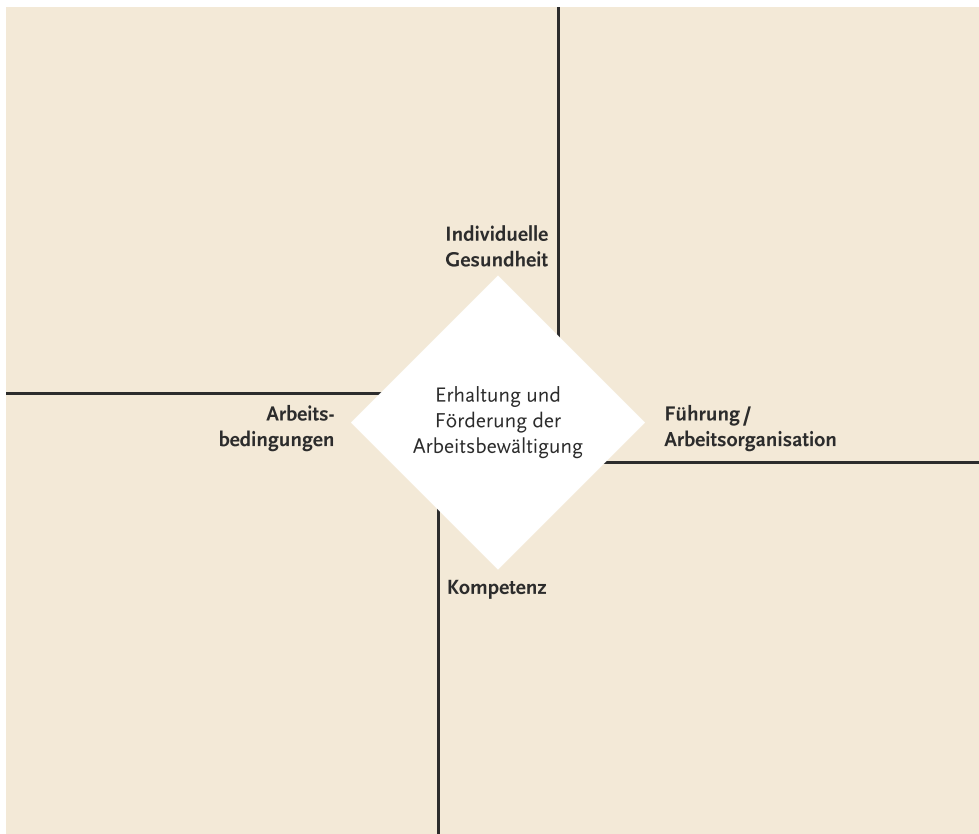 Individuelle
Gesundheit
Erhaltung und
Förderung der
Arbeitsbewältigung
Arbeits-
bedingungen
Führung /
Arbeitsorganisation
Kompetenz